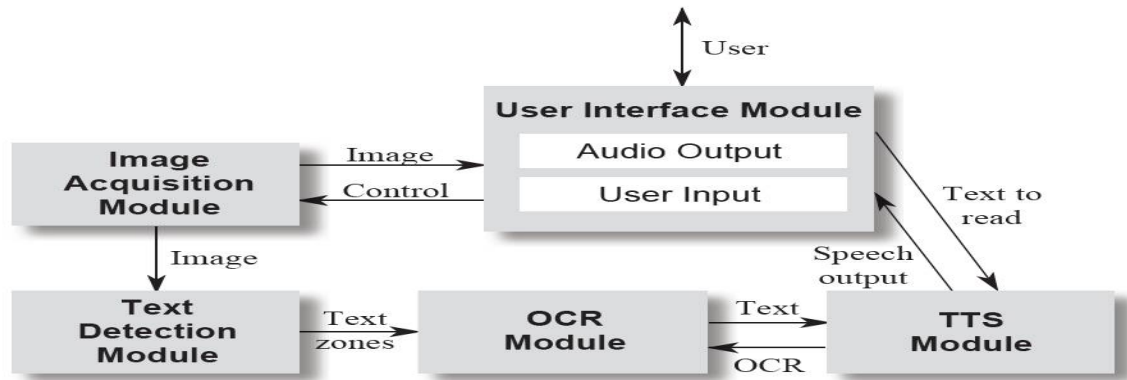 User
User Interface Module
Audio Output
User Input
Image
Acquisition
Module
Image
Control
Text to
read
Speech
output
Image
Text
Detection
Module
Text
zones
OCR
Module
Text
OCR
TTS
Module